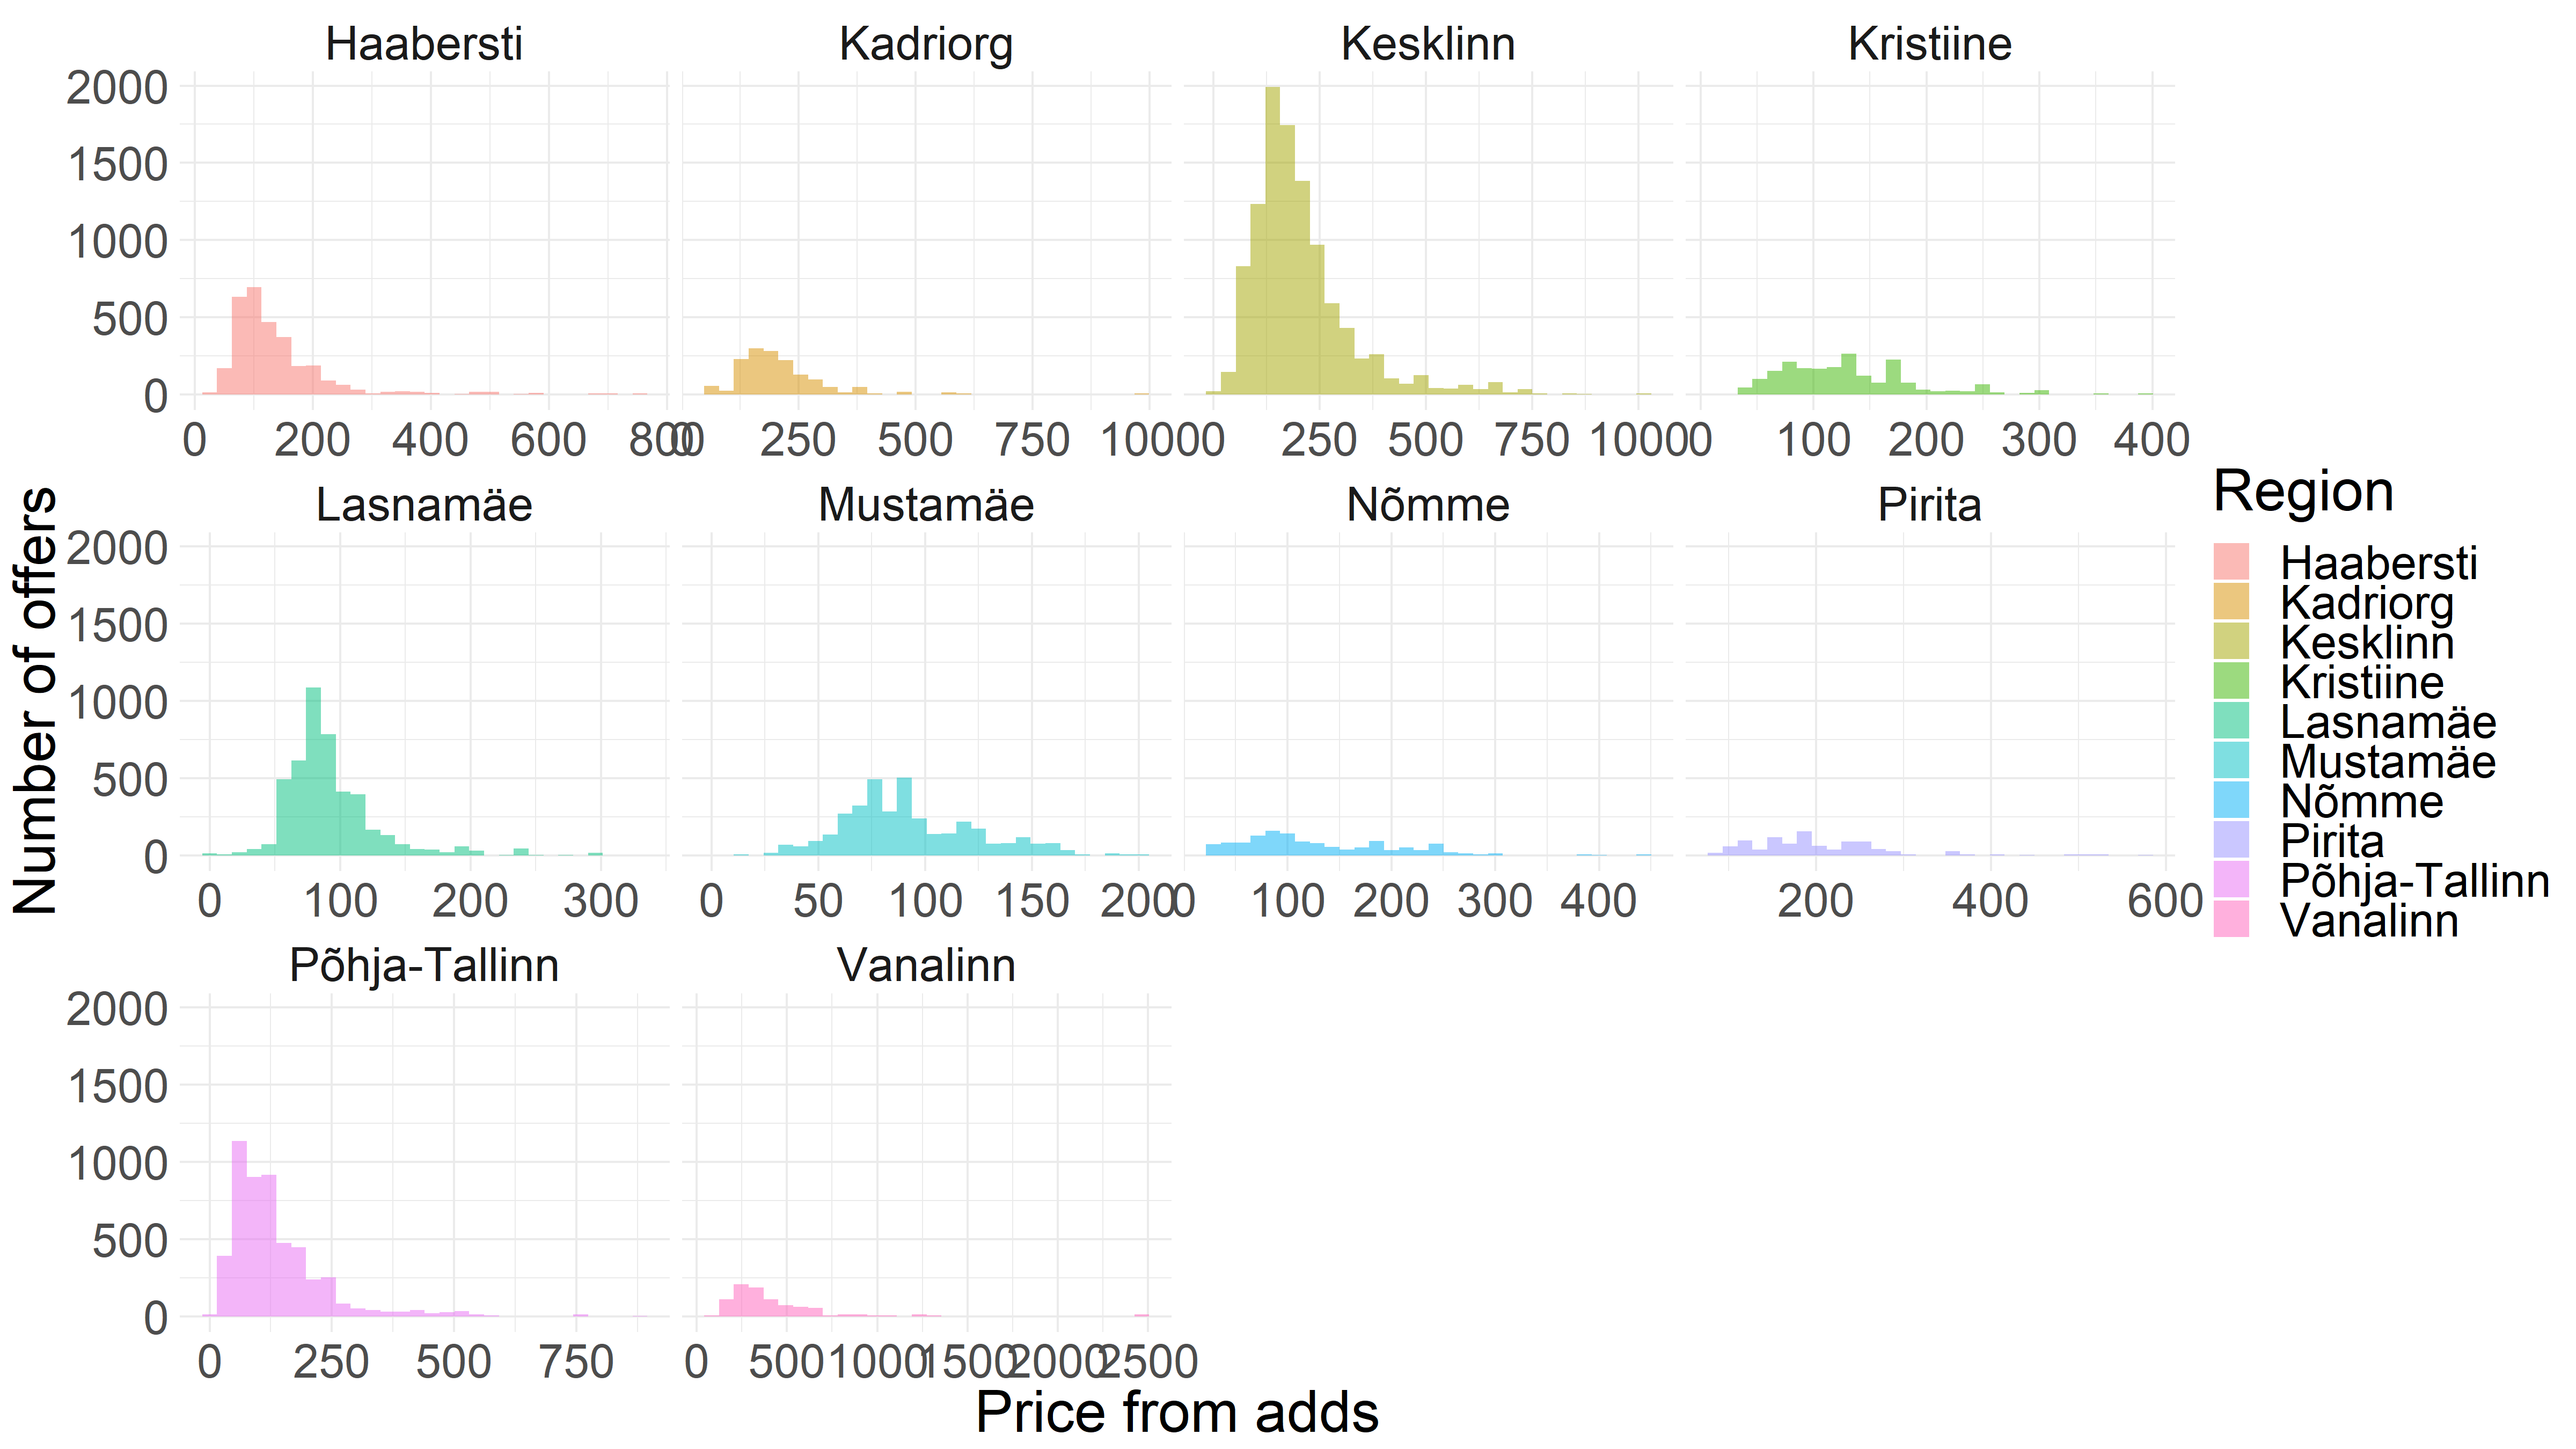 Haabersti Kadriorg Kesklinn Kristiine
2000
1500
1000
500
0
0 200 400 600 800 0 250 500 750 1000 0 250 500 750 1000 0 100 200 300 400
Lasnamäe Mustamäe Nõmme Pirita
2000
1500
1000
500
0
0 100 200 300 0 50 100 150 200 0 100 200 300 400 200 400 600
Põhja-Tallinn Vanalinn
2000
1500
1000
500
0
0 250 500 750 0 500 1000 1500 2000 2500
Number of offers
Price from adds
Region
Haabersti
Kadriorg
Kesklinn
Kristiine
Lasnamäe
Mustamäe
Nõmme
Pirita
Põhja-Tallinn
Vanalinn